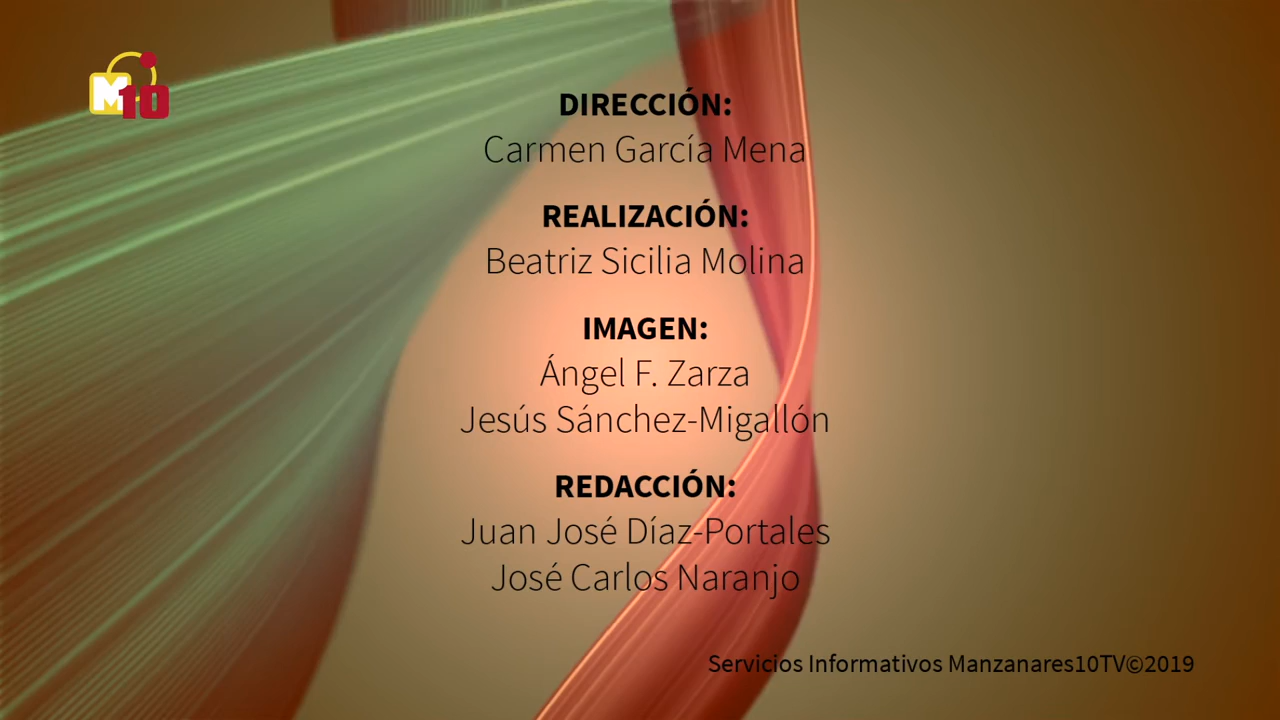 M10
DIRECCIÓN:
Carmen García Mena
REALIZACIÓN:
Beatriz Sicilia Molina
IMAGEN:
Ángel F. Zarza
Jesús Sánchez-Migallón
REDACCIÓN:
Juan José Díaz-Portales
José Carlos Naranjo
Servicios Informativos Manzanares10TV©2019